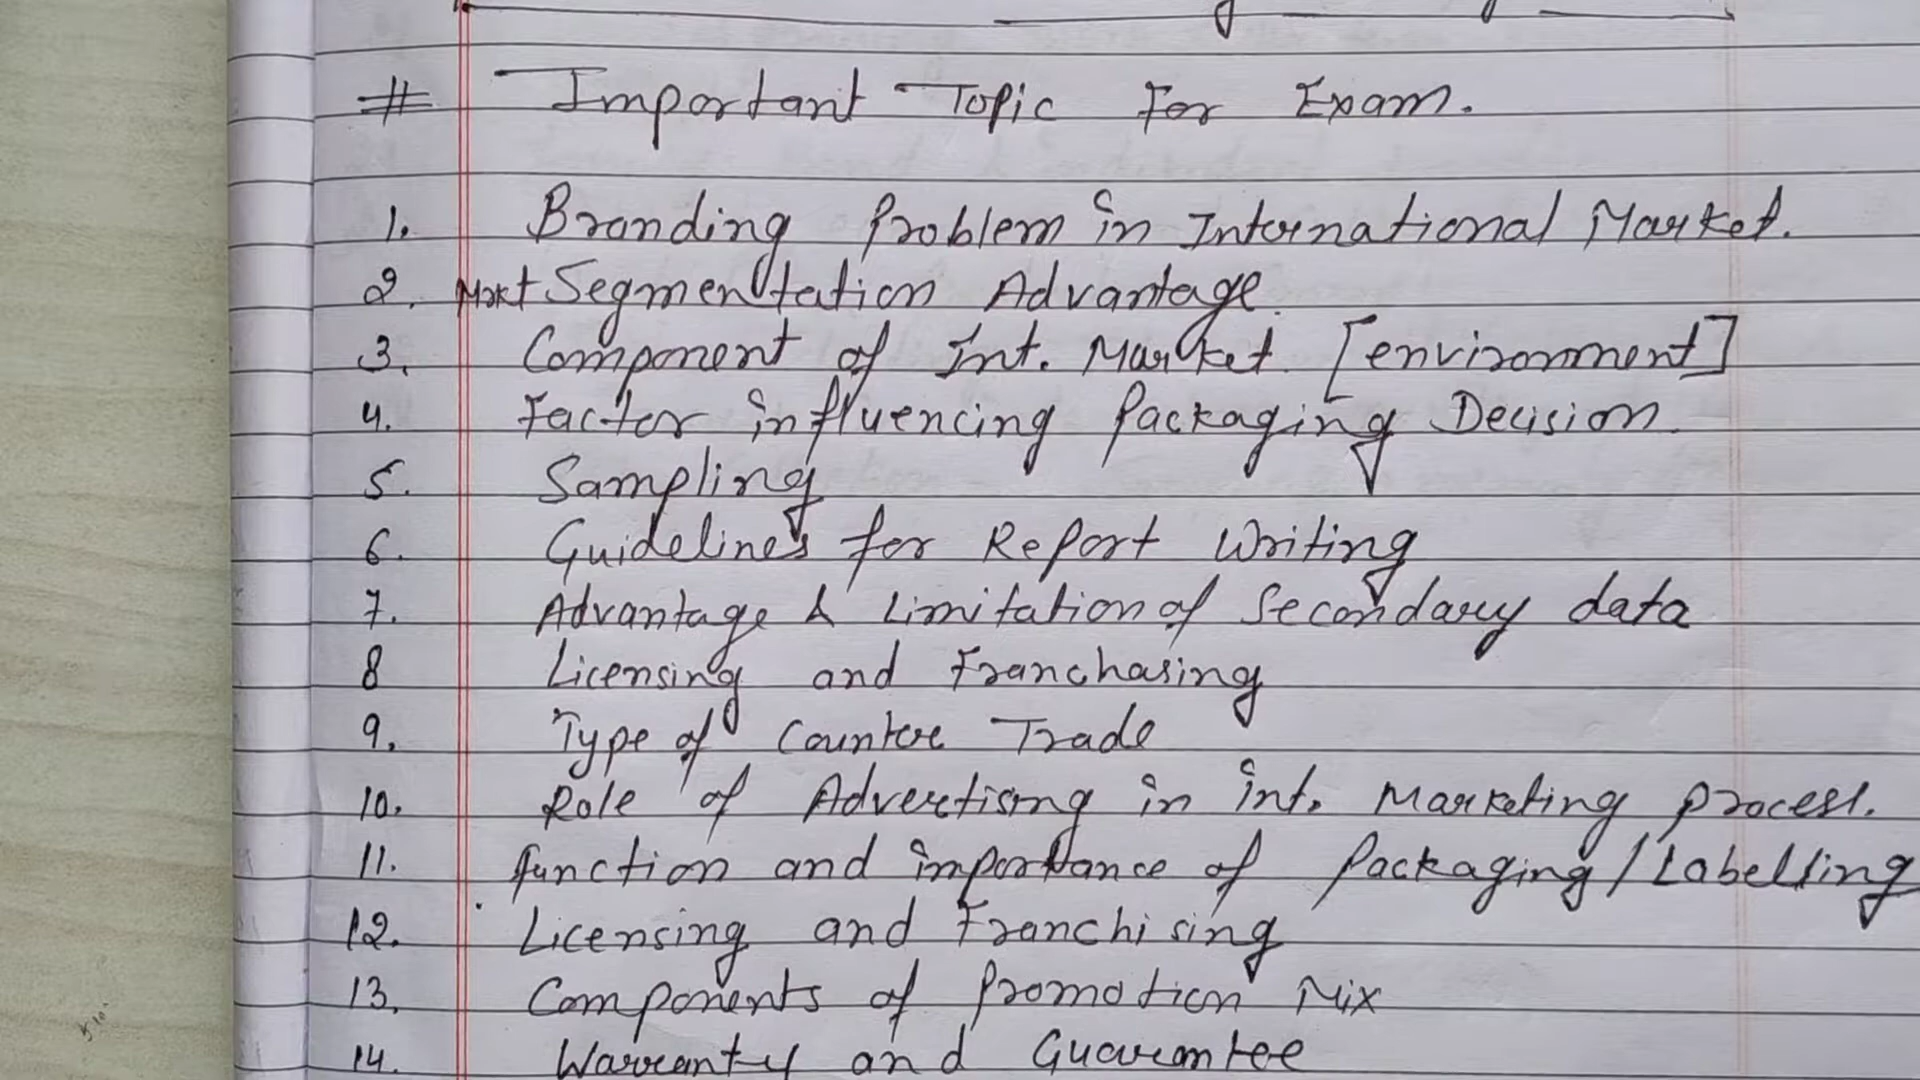 # Important Topic For Exam.
1. Branding Problem in International Market.
2. Market Segmentation Advantage.
3. Component of Int. Market. [environment]
4. Factor influencing Packaging Decision.
5. Sampling
6. Guidelines for Report Writing
7. Advantage & Limitation of Secondary data
8 Licensing and Franchasing
9. Type of Counter Trade
10. Role of Advertising in int. Marketing process.
11. function and importance of Packaging/Labelling
12. Licensing and Franchising
13. Components of Promotion Mix
14. Warranty and Guarantee